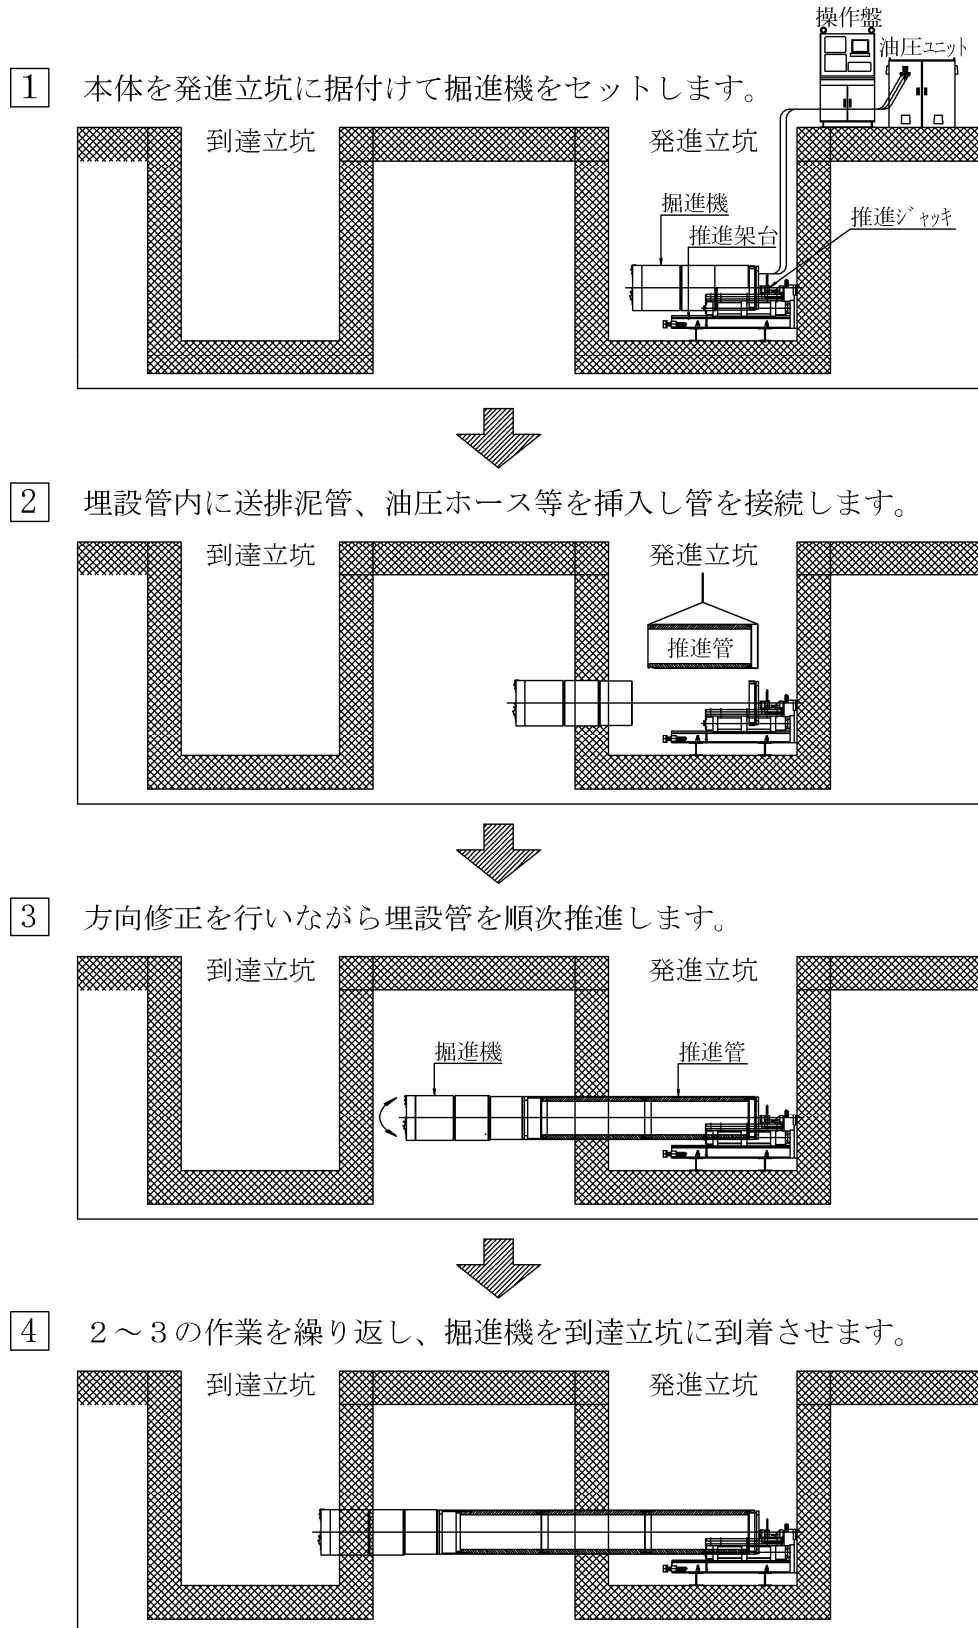 操作盤
油圧ユニット
1 本体を発進立坑に据付けて掘進機をセットします。
到達立坑
発進立坑
掘進機
推進架台
推進ジャッキ
2 埋設管内に送排泥管、油圧ホース等を挿入し管を接続します。
到達立坑
発進立坑
推進管
3 方向修正を行いながら埋設管を順次推進します。
到達立坑
発進立坑
掘進機
推進管
4 ２～３の作業を繰り返し、掘進機を到達立坑に到着させます。
到達立坑
発進立坑